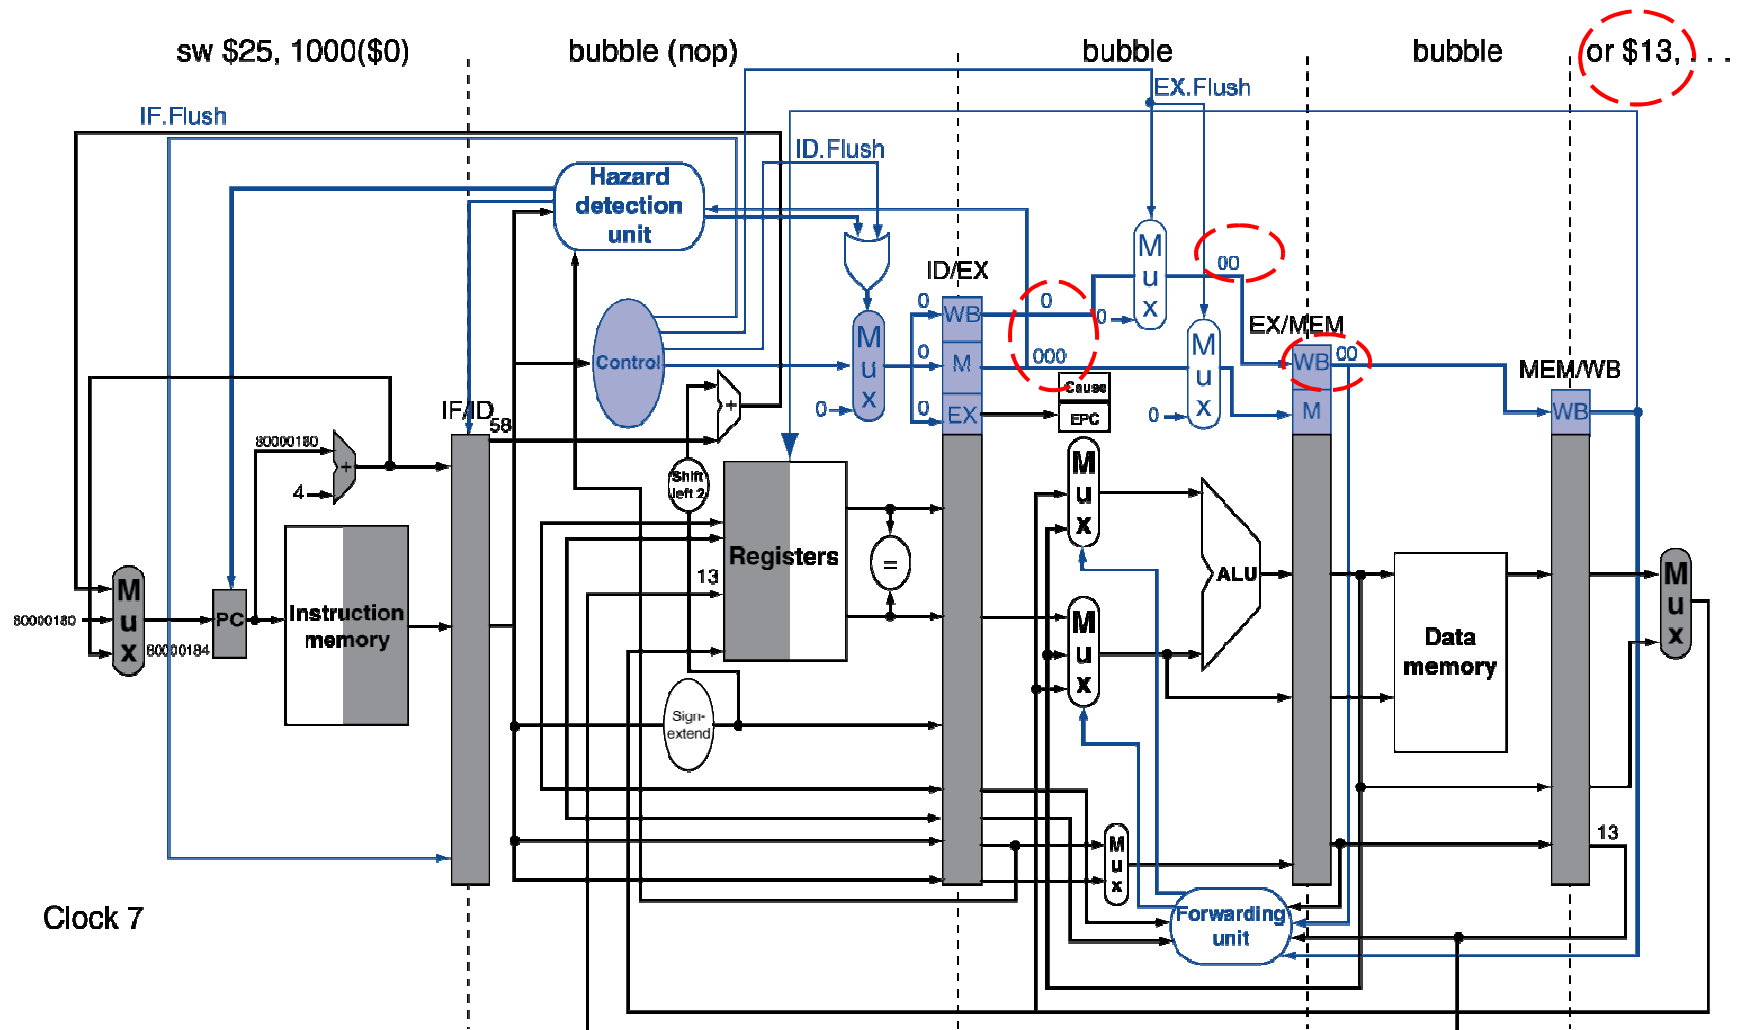 sw $25, 1000($0)
bubble (nop)
bubble
bubble
or $13, . . .
EX.Flush
IF.Flush
ID.Flush
Hazard
detection
unit
M
u
x
00
ID/EX
0
WB
0
0
M
u
x
EX/MEM
Control
M
u
x
0
M
000
WB
00
MEM/WB
Cause
0
0
EX
EPC
0
M
WB
IF/ID
58
+
80000180
+
4
Shift
left 2
M
u
x
Registers
=
13
ALU
M
u
x
80000180
80000184
PC
Instruction
memory
M
u
x
Data
memory
M
u
x
Sign-
extend
M
u
x
13
Clock 7
Forwarding
unit